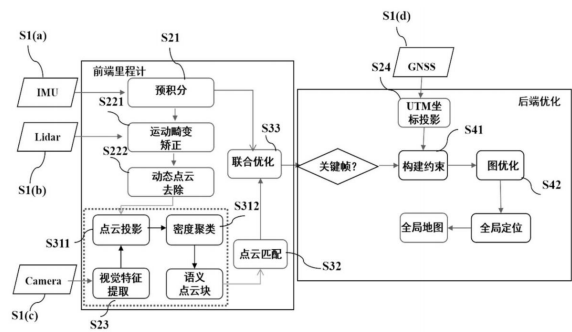 S1(d)
S1(a)
S21
前端里程计
S24
GNSS
后端优化
IMU
预积分
S221
UTM坐
标投影
S33
S41
Lidar
运动畸变
矫正
S222
联合优化
关键帧?
构建约束
图优化
S1(b)
动态点云
去除
S42
S312
点云投影
密度聚类
全局地图
全局定位
S311
点云匹配
Camera
视觉特征
提取
语义
点云块
S32
S1(c)
S23